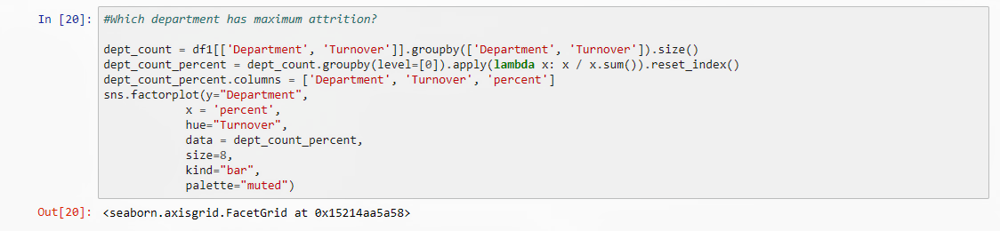 In [20]: #Which department has maximum attrition?
dept_count = df1[['Department', 'Turnover']].groupby(['Department', 'Turnover']).size()
dept_count_percent = dept_count.groupby(level=[0]).apply(lambda x: x / x.sum()).reset_index()
dept_count_percent.columns = ['Department', 'Turnover', 'percent']
sns.factorplot(y="Department",
x = 'percent',
hue="Turnover",
data = dept_count_percent,
size=8,
kind="bar",
palette="muted")
Out[20]: <seaborn.axisgrid.FacetGrid at 0x15214aa5a58>